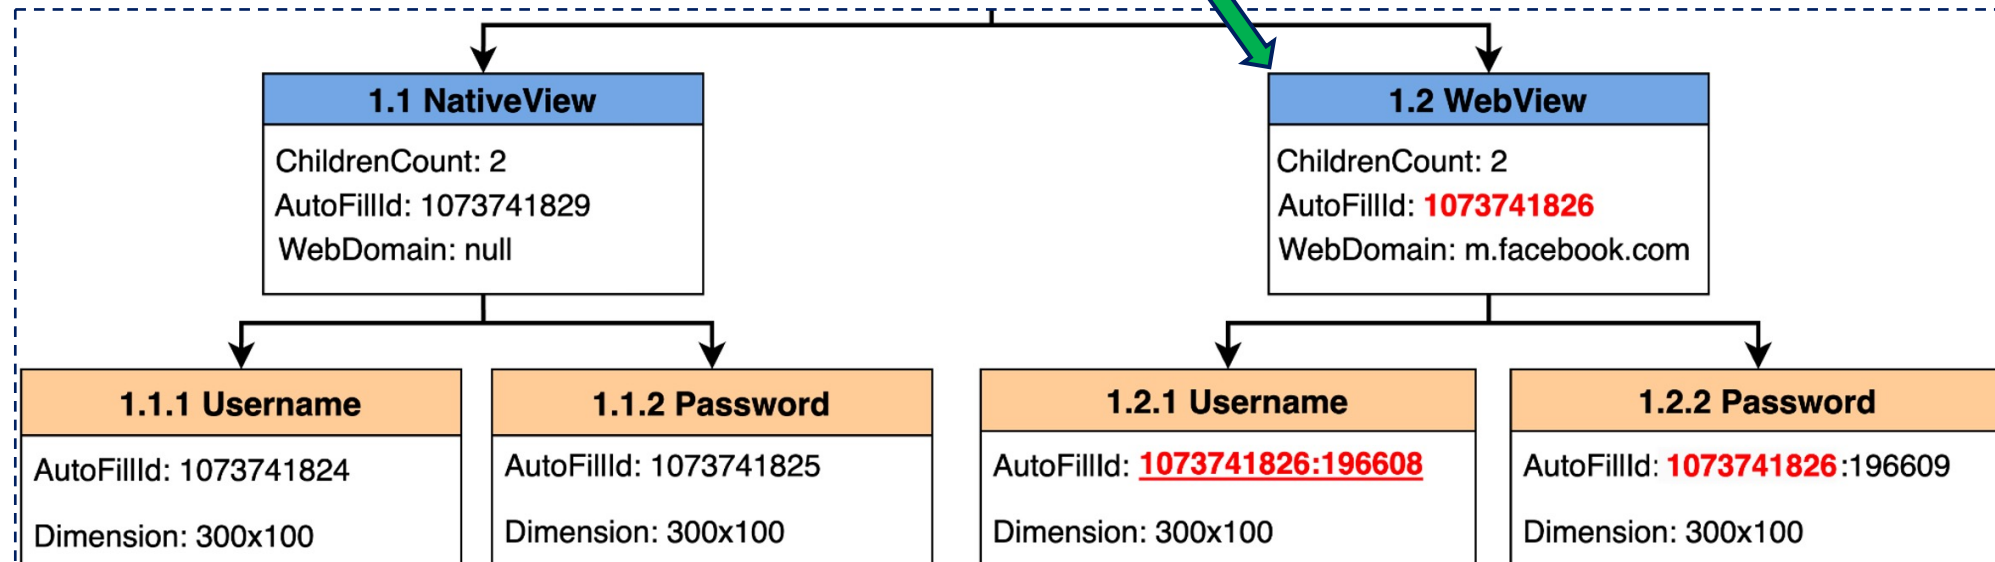 1.1 NativeView
ChildrenCount: 2
AutoFillId: 1073741829
WebDomain: null
1.2 WebView
ChildrenCount: 2
AutoFillId: 1073741826
WebDomain: m.facebook.com
1.1.1 Username
AutoFillId: 1073741824
Dimension: 300x100
1.1.2 Password
AutoFillId: 1073741825
Dimension: 300x100
1.2.1 Username
AutoFillId: 1073741826:196608
Dimension: 300x100
1.2.2 Password
AutoFillId: 1073741826:196609
Dimension: 300x100